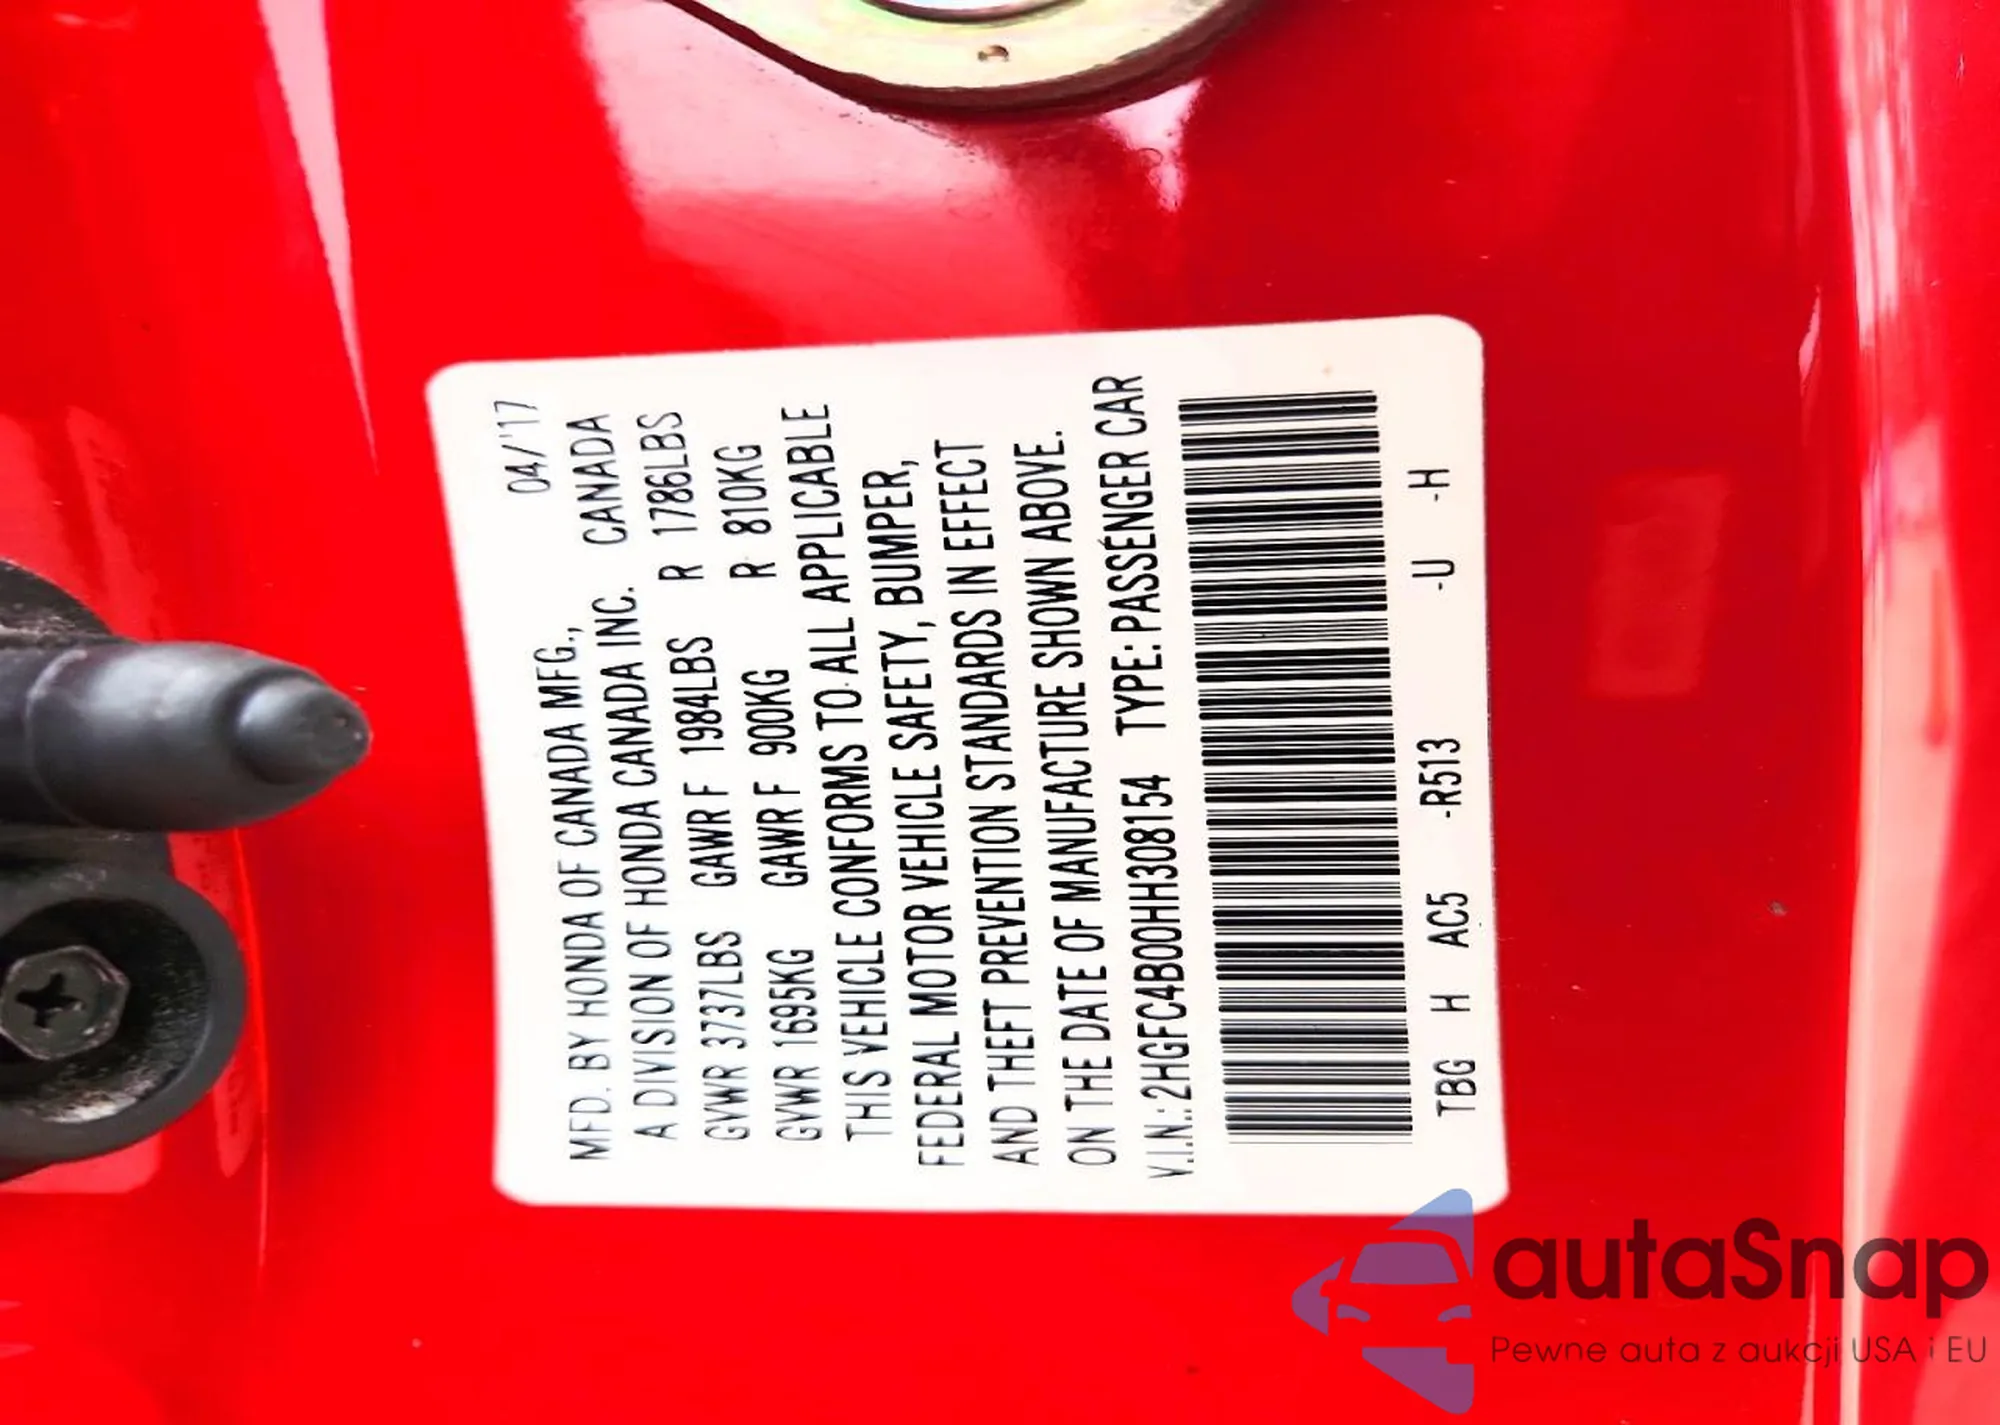 04/'17
MFD. BY HONDA OF CANADA MFG., CANADA
A DIVISION OF HONDA CANADA INC.
GVWR 3737LBS GAWR F 1984LBS R 1786LBS
GVWR 1695KG GAWR F 900KG R 810KG
THIS VEHICLE CONFORMS TO ALL APPLICABLE
FEDERAL MOTOR VEHICLE SAFETY, BUMPER,
AND THEFT PREVENTION STANDARDS IN EFFECT
ON THE DATE OF MANUFACTURE SHOWN ABOVE.
V.I.N.: 2HGFC4B00HH308154 TYPE: PASSENGER CAR
TBG H AC5 -R513 -U -H
autaSnap
Pewne auta z aukcji USA i EU